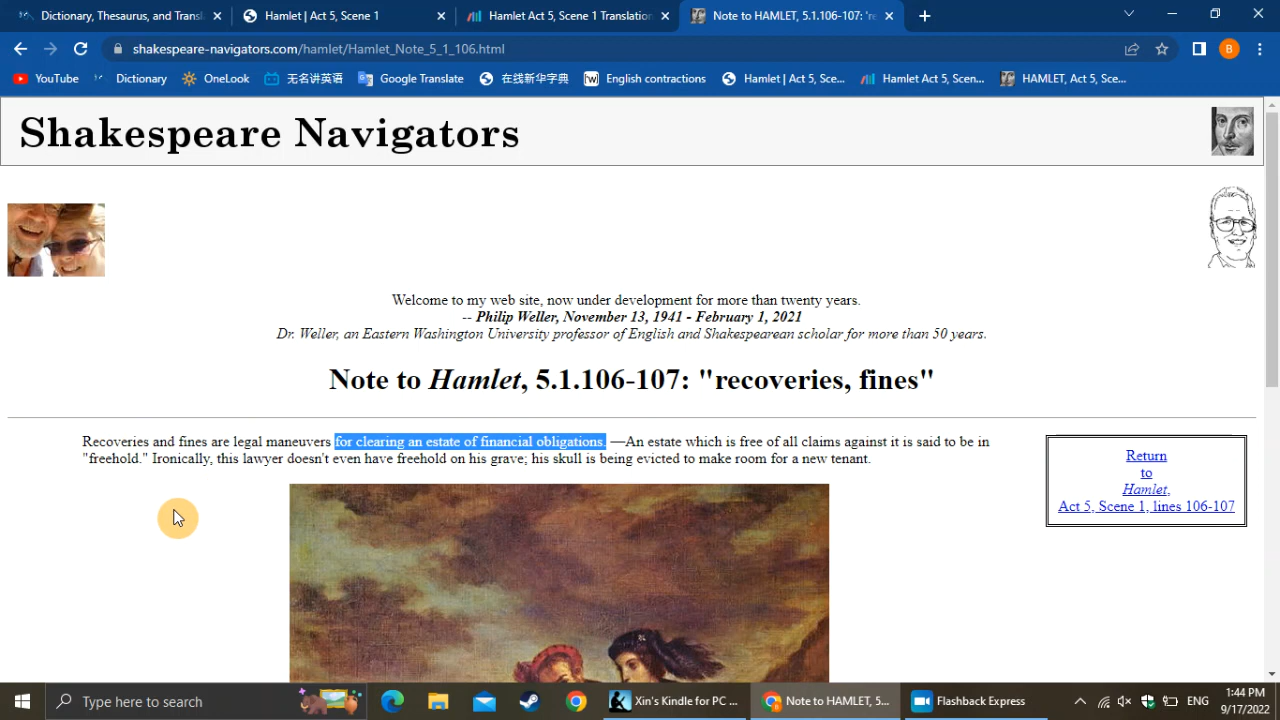 Dictionary, Thesaurus, and Transl
Hamlet | Act 5, Scene 1
Hamlet Act 5, Scene 1 Translation
Note to HAMLET, 5.1.106-107: "re
shakespeare-navigators.com/hamlet/Hamlet_Note_5_1_106.html
B
YouTube
Dictionary
OneLook
无名讲英语
Google Translate
在线新华字典
English contractions
Hamlet | Act 5, Sce...
Hamlet Act 5, Scen...
HAMLET, Act 5, Sce...
Shakespeare Navigators
Welcome to my web site, now under development for more than twenty years.
-- Philip Weller, November 13, 1941 - February 1, 2021
Dr. Weller, an Eastern Washington University professor of English and Shakespearean scholar for more than 50 years.
Note to Hamlet, 5.1.106-107: "recoveries, fines"
Recoveries and fines are legal maneuvers for clearing an estate of financial obligations. —An estate which is free of all claims against it is said to be in
"freehold." Ironically, this lawyer doesn't even have freehold on his grave; his skull is being evicted to make room for a new tenant.
Return
to
Hamlet,
Act 5, Scene 1, lines 106-107
Type here to search
Xin's Kindle for PC ...
Note to HAMLET, 5...
Flashback Express
ENG
1:44 PM
9/17/2022